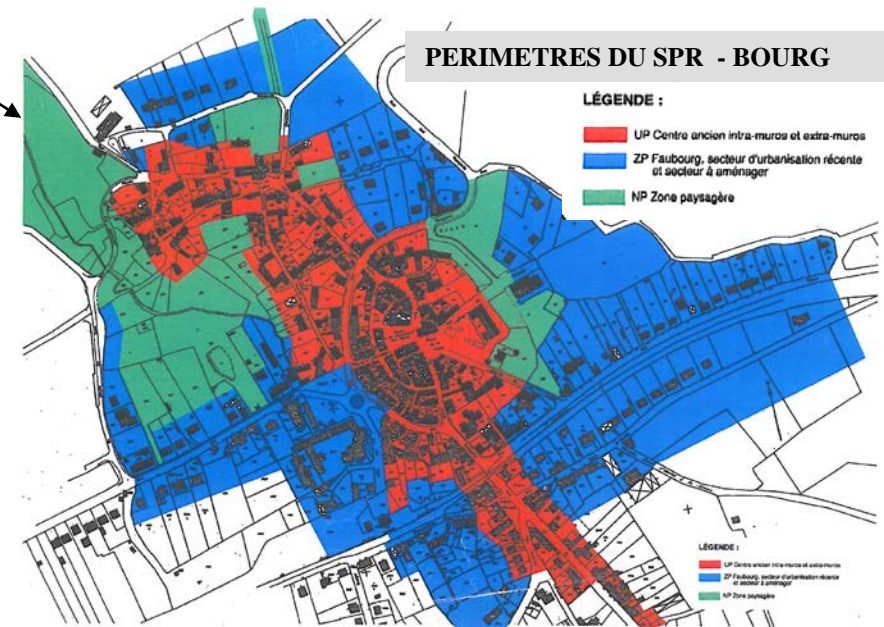 PERIMETRES DU SPR - BOURG
LÉGENDE :
UP Centre ancien intra-muros et extra-muros
ZP Faubourg, secteur d'urbanisation récente
et secteur à aménager
NP Zone paysagère
LÉGENDE :
UP Centre ancien intra-muros et extra-muros
ZP Faubourg, secteur d'urbanisation récente
et secteur à aménager
NP Zone paysagère